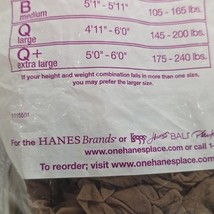 B 5'1" - 5'11" 105 - 165 lbs.
medium
Q 4'11" - 6'0" 145 - 200 lbs.
large
Q+ 5'0" - 6'0" 175 - 240 lbs.
extra large
If your height and weight combination falls in more than one size,
you may prefer the larger size.
For the HANES Brands or L'eggs Hanes BALI
www.onehanesplace.com or call 1-
To reorder; visit www.onehanesplace.com